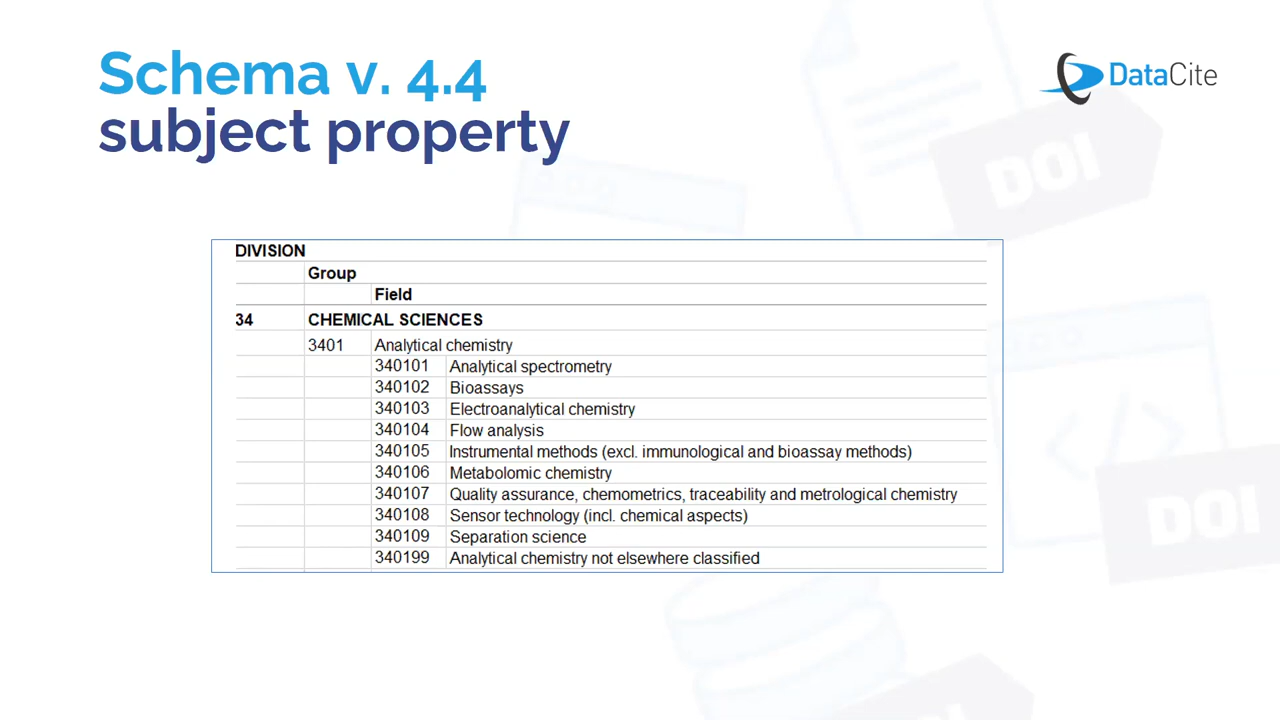 Schema v. 4.4
subject property
DataCite
DOI
DIVISION
Group
Field
34 CHEMICAL SCIENCES
3401 Analytical chemistry
340101 Analytical spectrometry
340102 Bioassays
340103 Electroanalytical chemistry
340104 Flow analysis
340105 Instrumental methods (excl. immunological and bioassay methods)
340106 Metabolomic chemistry
340107 Quality assurance, chemometrics, traceability and metrological chemistry
340108 Sensor technology (incl. chemical aspects)
340109 Separation science
340199 Analytical chemistry not elsewhere classified
DOI